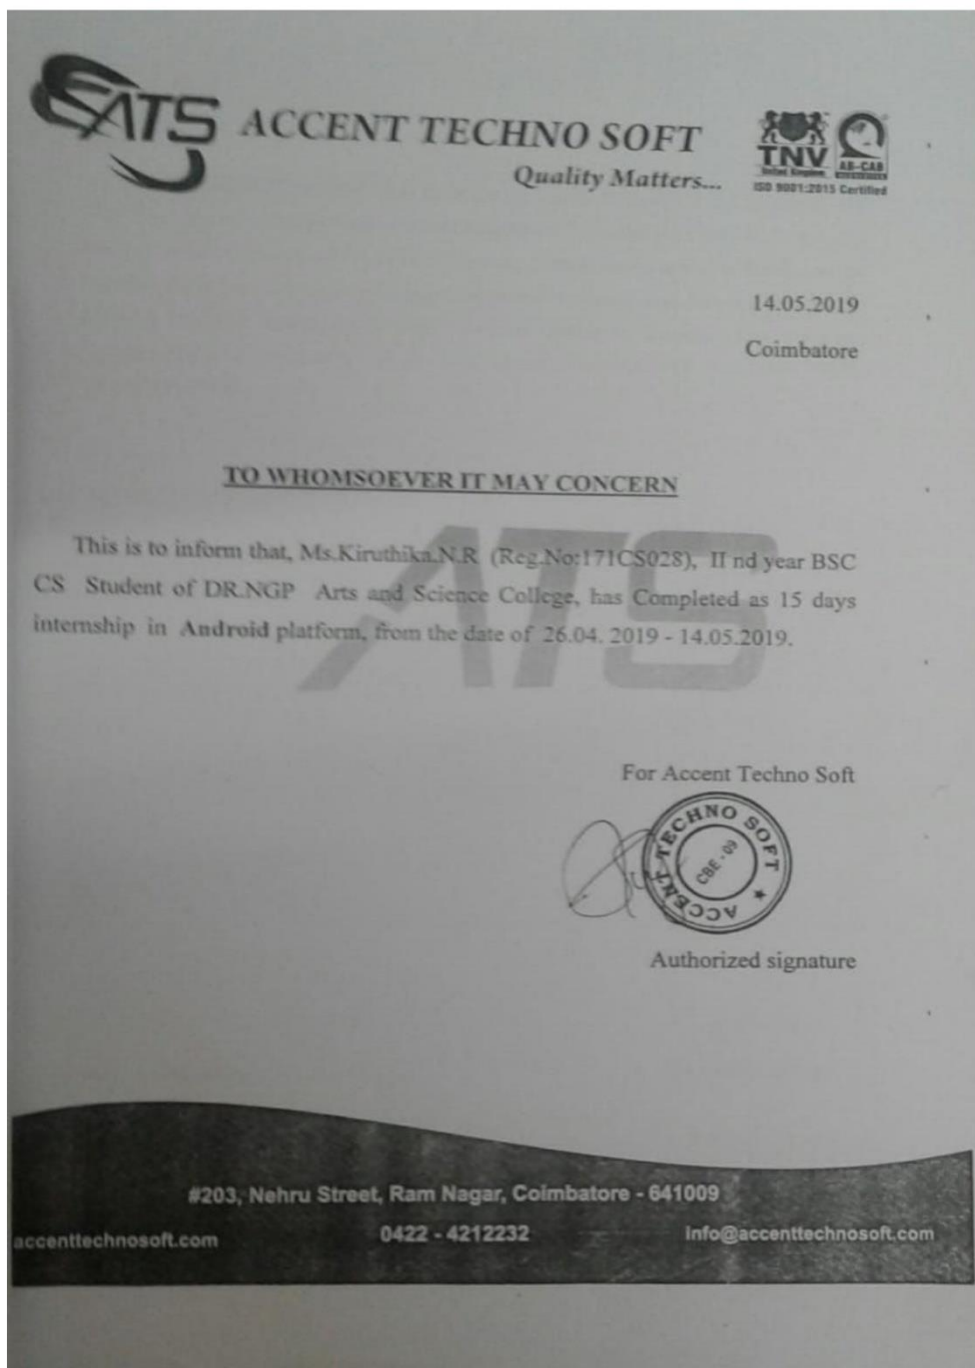 ATS ACCENT TECHNO SOFT
Quality Matters...
TNV
United Kingdom
AB-CAB
ISO 9001:2015 Certified
14.05.2019
Coimbatore
TO WHOMSOEVER IT MAY CONCERN
This is to inform that, Ms.Kiruthika.N.R (Reg.No:171CS028), II nd year BSC
CS Student of DR.NGP Arts and Science College, has Completed as 15 days
internship in Android platform, from the date of 26.04. 2019 - 14.05.2019.
ATS
For Accent Techno Soft
ACCENT TECHNO SOFT ★
CBE - 09
Authorized signature
#203, Nehru Street, Ram Nagar, Coimbatore - 641009
accenttechnosoft.com 0422 - 4212232 info@accenttechnosoft.com